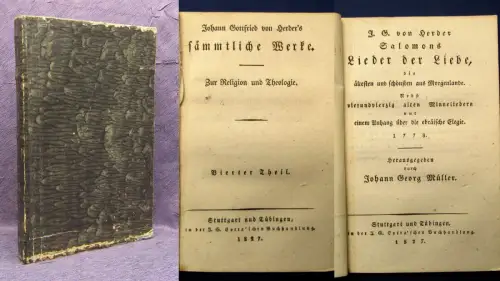 Johann Gottfried von Herder's
sämmtliche Werke.
Zur Religion und Theologie.
Vierter Theil.
Stuttgart und Tübingen,
in der J. G. Cotta'schen Buchhandlung.
1827.
J. G. von Herder
Salomons
Lieder der Liebe,
die
ältesten und schönsten aus Morgenlande.
Nebst
vierundvierzig alten Minneliedern
und
einem Anhang über die ebräische Elegie.
1778.
Herausgegeben
durch
Johann Georg Müller.
Stuttgart und Tübingen,
in der J. G. Cotta'schen Buchhandlung.
1827.